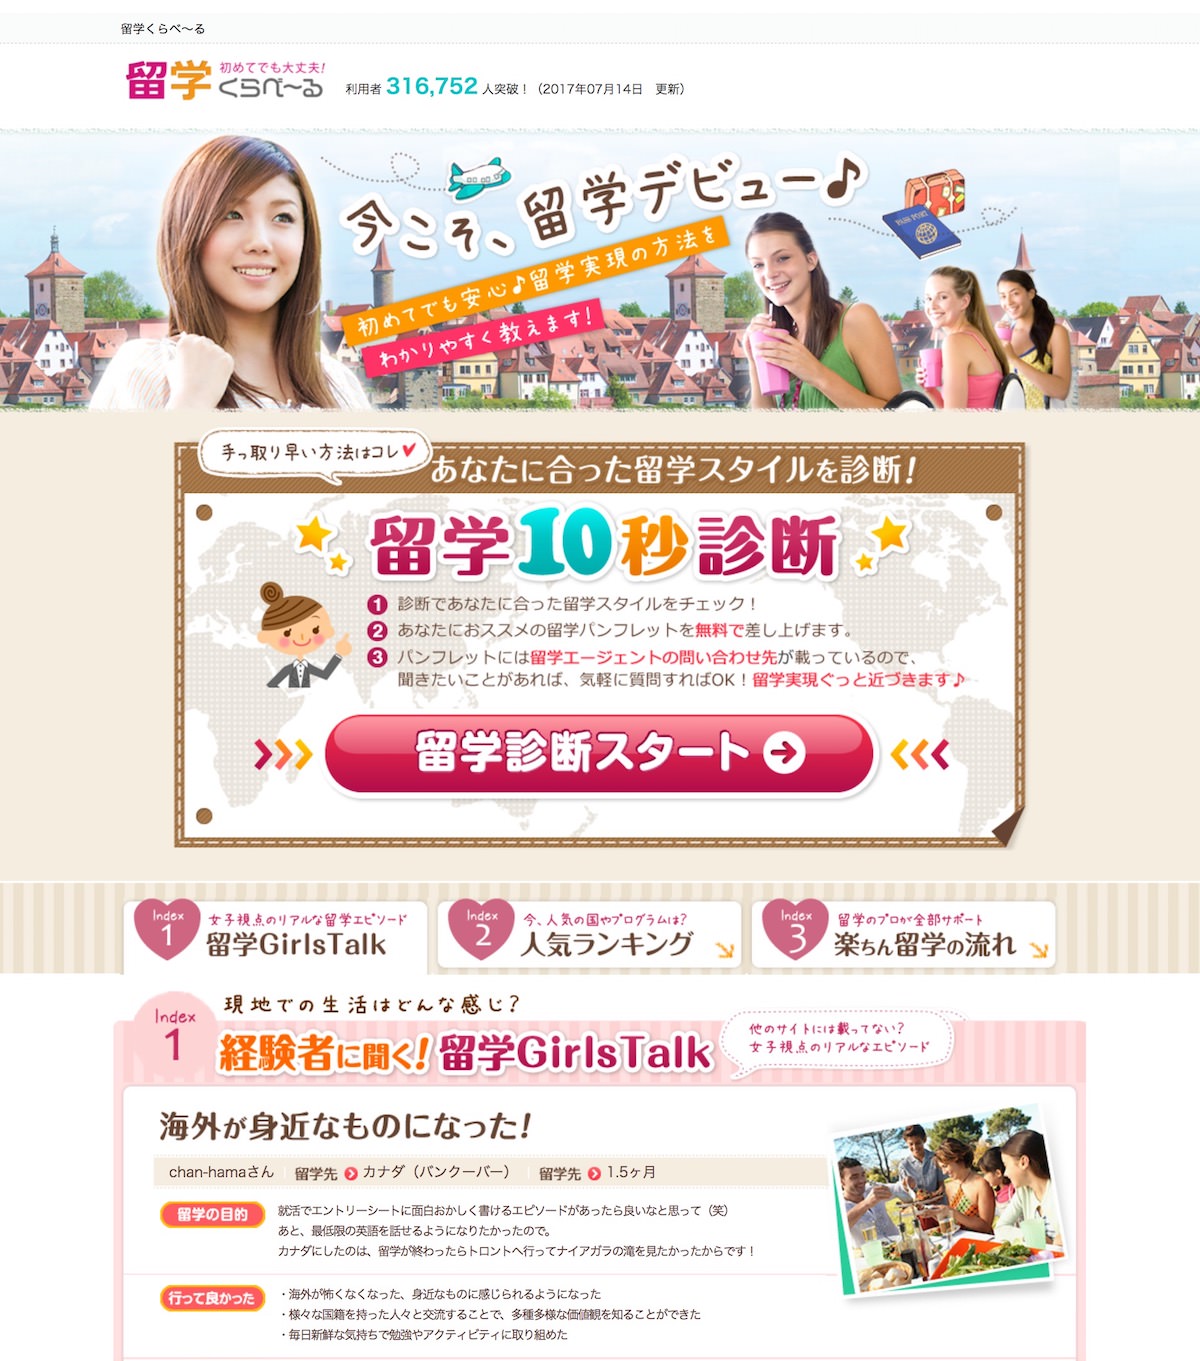 留学くらべ〜る
留学
初めてでも大丈夫!
くらべ〜る
利用者 316,752 人突破！（2017年07月14日　更新）
今こそ、留学デビュー♪
初めてでも安心♪留学実現の方法を
わかりやすく教えます!
PASSPORT
手っ取り早い方法はコレ♥
あなたに合った留学スタイルを診断!
留学10秒診断
1 診断であなたに合った留学スタイルをチェック！
2 あなたにおススメの留学パンフレットを無料で差し上げます。
3 パンフレットには留学エージェントの問い合わせ先が載っているので、
聞きたいことがあれば、気軽に質問すればOK！留学実現ぐっと近づきます♪
留学診断スタート
Index
1
女子視点のリアルな留学エピソード
留学GirlsTalk
Index
2
今、人気の国やプログラムは?
人気ランキング
Index
3
留学のプロが全部サポート
楽ちん留学の流れ
Index
1
現地での生活はどんな感じ?
経験者に聞く!留学GirlsTalk
他のサイトには載ってない?
女子視点のリアルなエピソード
海外が身近なものになった!
chan-hamaさん 留学先 カナダ（バンクーバー） 留学先 1.5ヶ月
留学の目的
就活でエントリーシートに面白おかしく書けるエピソードがあったら良いなと思って（笑）
あと、最低限の英語を話せるようになりたかったので。
カナダにしたのは、留学が終わったらトロントへ行ってナイアガラの滝を見たかったからです！
行って良かった
・海外が怖くなくなった、身近なものに感じられるようになった
・様々な国籍を持った人々と交流することで、多種多様な価値観を知ることができた
・毎日新鮮な気持ちで勉強やアクティビティに取り組めた